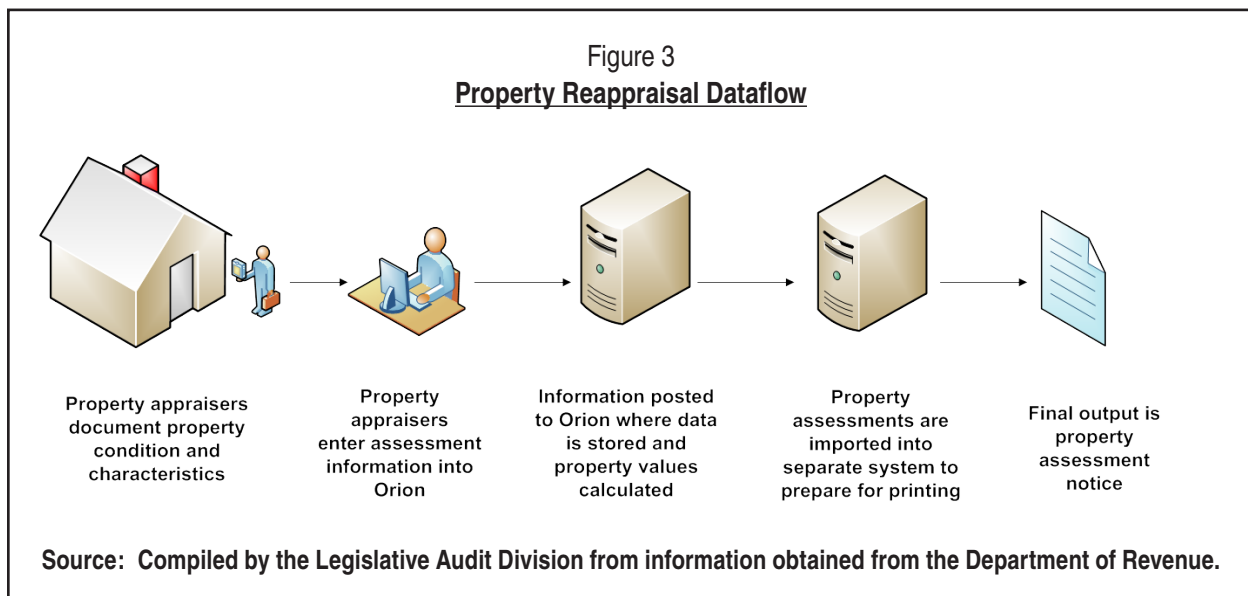 Figure 3
Property Reappraisal Dataflow
Property appraisers
document property
condition and
characteristics
Property
appraisers
enter assessment
information into
Orion
Information posted
to Orion where data
is stored and
property values
calculated
Property
assessments are
imported into
separate system to
prepare for printing
Final output is
property
assessment
notice
Source: Compiled by the Legislative Audit Division from information obtained from the Department of Revenue.